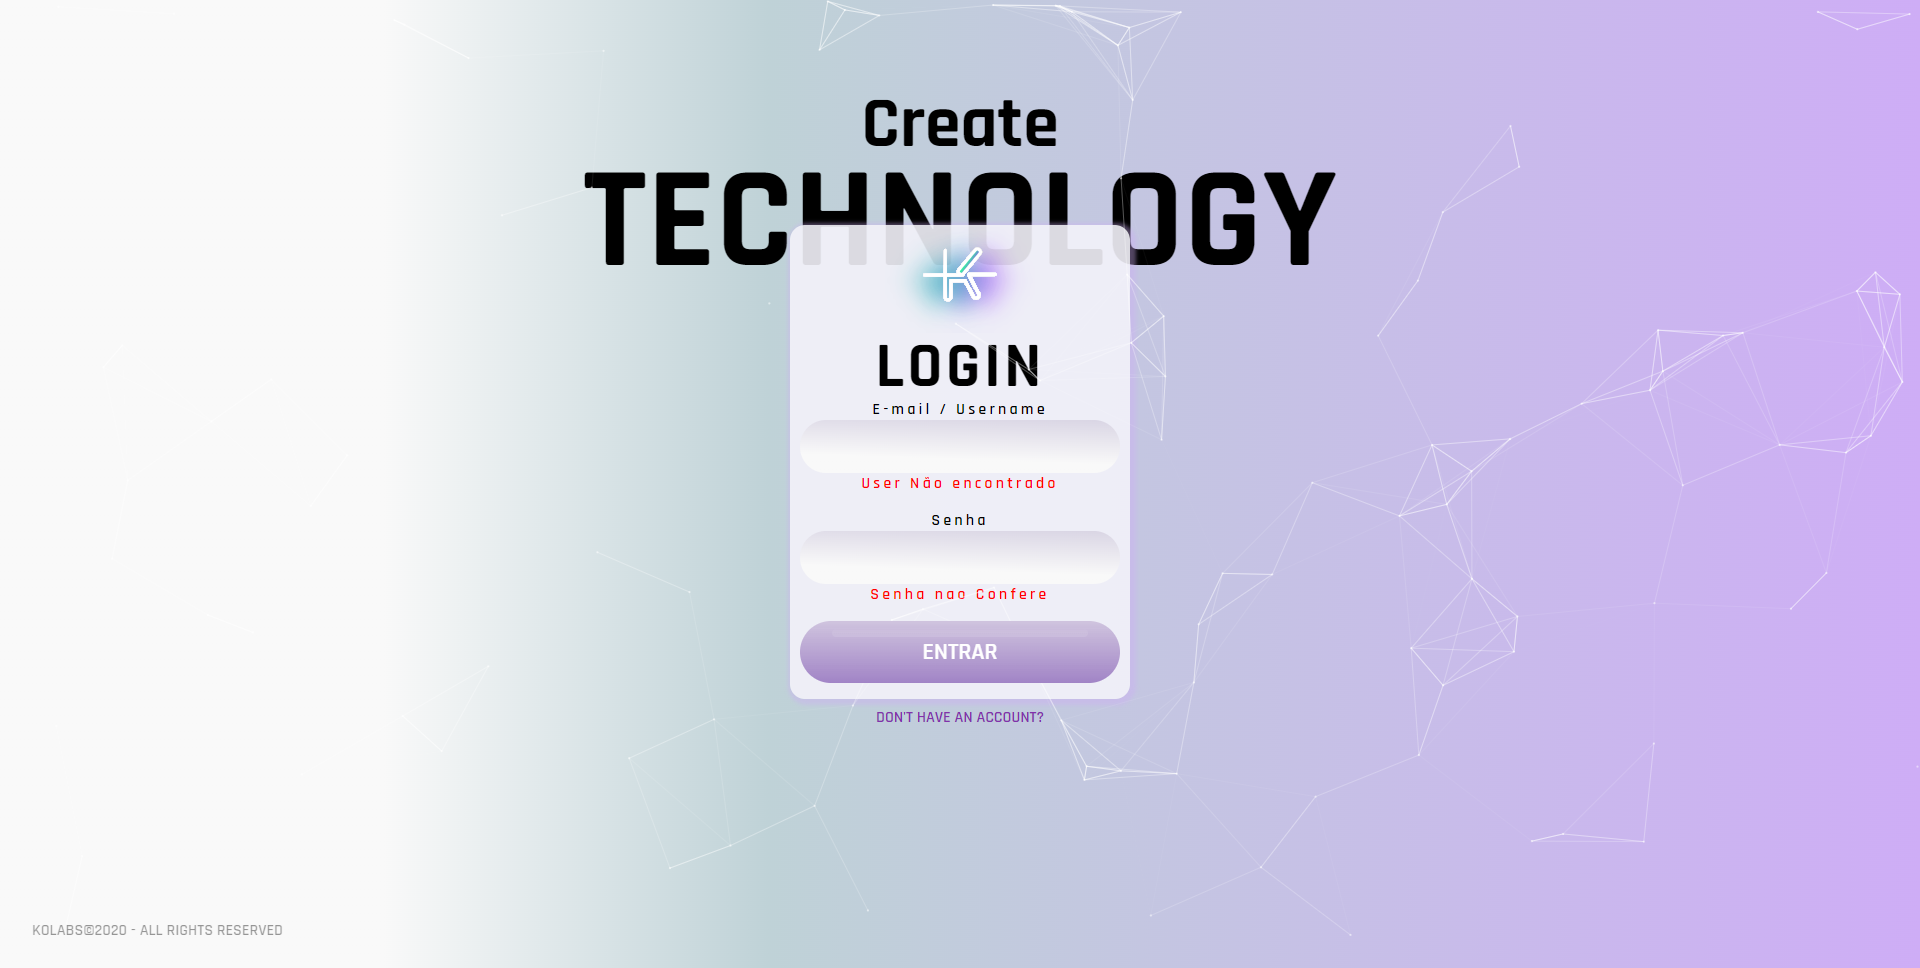 Create
TECHNOLOGY
LOGIN
E-mail / Username
User Não encontrado
Senha
Senha nao Confere
ENTRAR
DON'T HAVE AN ACCOUNT?
KOLABS©2020 - ALL RIGHTS RESERVED